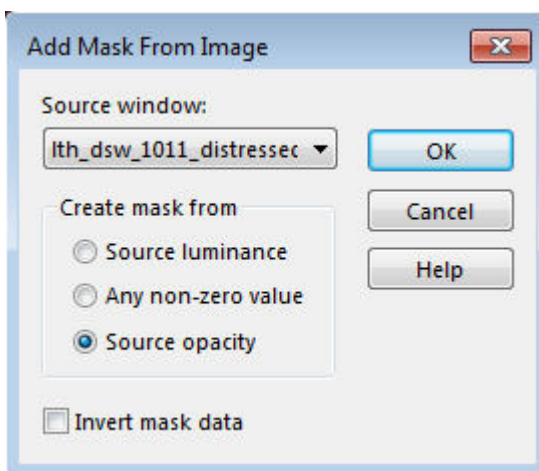 Add Mask From Image
Source window:
lth_dsw_1011_distressec
OK
Create mask from
Cancel
Source luminance
Help
Any non-zero value
Source opacity
Invert mask data